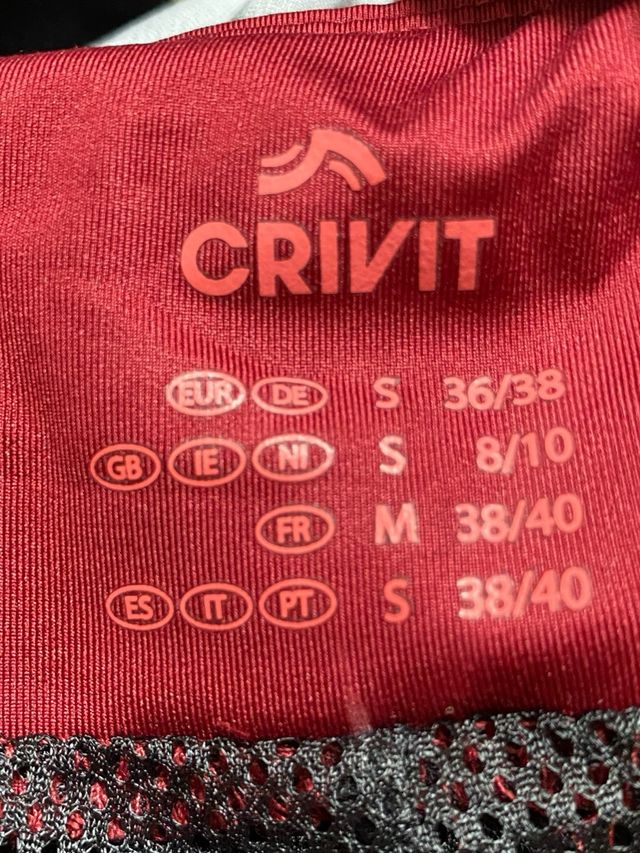 CRIVIT
EUR DE S 36/38
GB IE NI S 8/10
FR M 38/40
ES IT PT S 38/40